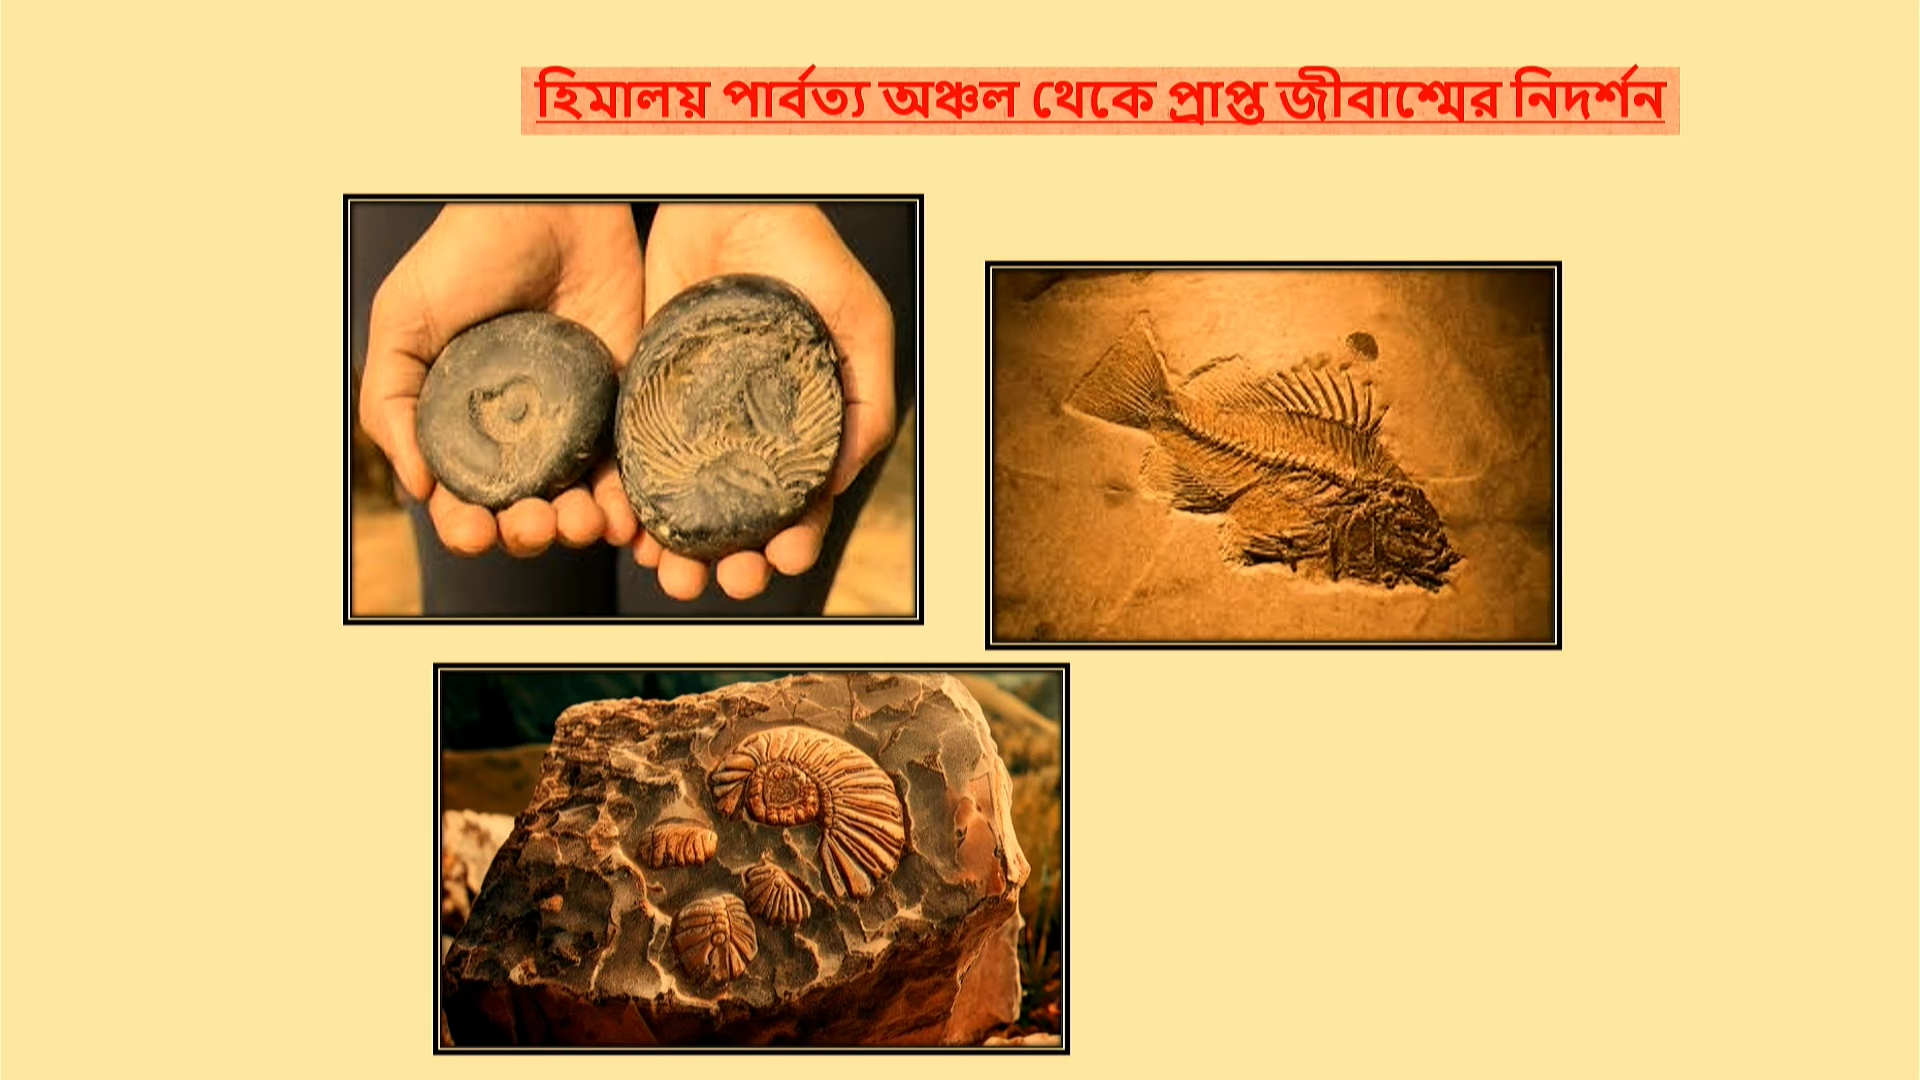 হিমালয় পার্বত্য অঞ্চল থেকে প্রাপ্ত জীবাশ্মের নিদর্শন